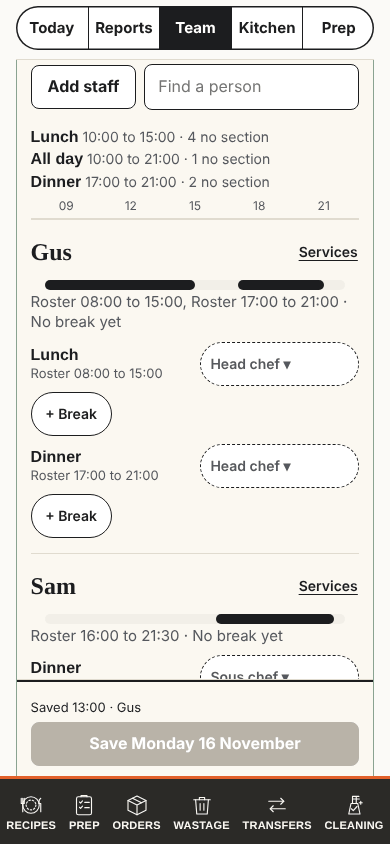 Today Reports Team Kitchen Prep
Add staff Find a person
Lunch 10:00 to 15:00 · 4 no section
All day 10:00 to 21:00 · 1 no section
Dinner 17:00 to 21:00 · 2 no section
09 12 15 18 21
Gus Services
Roster 08:00 to 15:00, Roster 17:00 to 21:00 ·
No break yet
Lunch
Roster 08:00 to 15:00
Head chef ▾
+ Break
Dinner
Roster 17:00 to 21:00
Head chef ▾
+ Break
Sam Services
Roster 16:00 to 21:30 · No break yet
Dinner
Sous chef ▾
Saved 13:00 · Gus
Save Monday 16 November
RECIPES PREP ORDERS WASTAGE TRANSFERS CLEANING